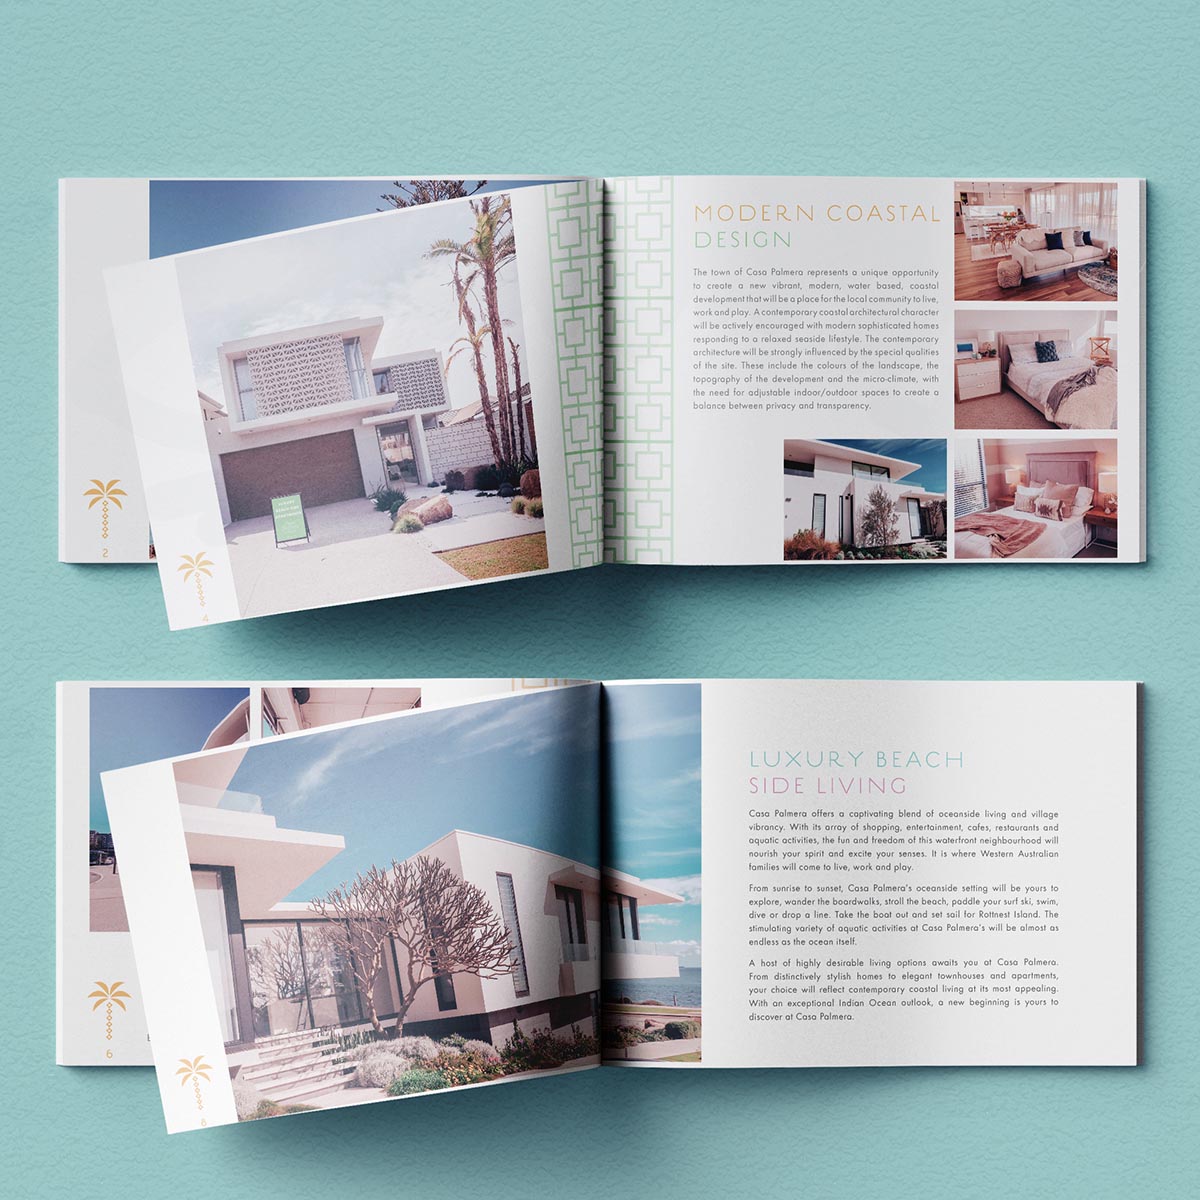 MODERN COASTAL
DESIGN
The town of Casa Palmera represents a unique opportunity
to create a new vibrant, modern, water based, coastal
development that will be a place for the local community to live,
work and play. A contemporary coastal architectural character
will be actively encouraged with modern sophisticated homes
responding to a relaxed seaside lifestyle. The contemporary
architecture will be strongly influenced by the special qualities
of the site. These include the colours of the landscape, the
topography of the development and the micro-climate, with
the need for adjustable indoor/outdoor spaces to create a
balance between privacy and transparency.
2
4
LUXURY BEACH
SIDE LIVING
Casa Palmera offers a captivating blend of oceanside living and village
vibrancy. With its array of shopping, entertainment, cafes, restaurants and
aquatic activities, the fun and freedom of this waterfront neighbourhood will
nourish your spirit and excite your senses. It is where Western Australian
families will come to live, work and play.
From sunrise to sunset, Casa Palmera's oceanside setting will be yours to
explore, wander the boardwalks, stroll the beach, paddle your surf ski, swim,
dive or drop a line. Take the boat out and set sail for Rottnest Island. The
stimulating variety of aquatic activities at Casa Palmera's will be almost as
endless as the ocean itself.
A host of highly desirable living options awaits you at Casa Palmera.
From distinctively stylish homes to elegant townhouses and apartments,
your choice will reflect contemporary coastal living at its most appealing.
With an exceptional Indian Ocean outlook, a new beginning is yours to
discover at Casa Palmera.
6
8